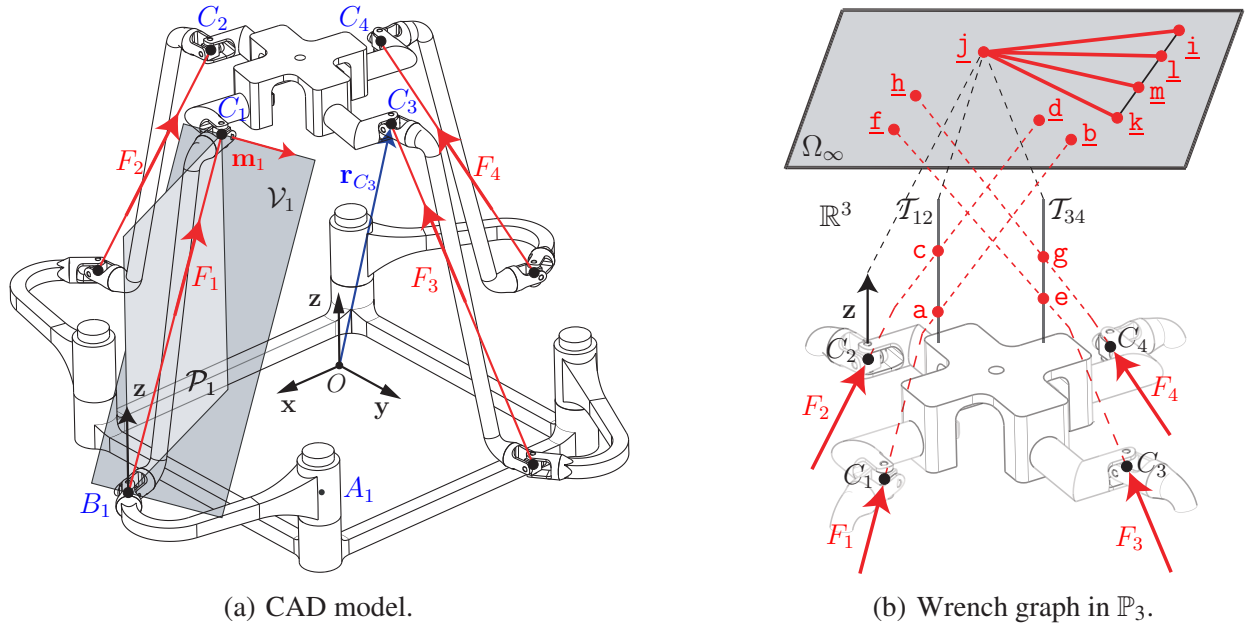 C₂
C₄
C₁
C₃
m₁
F₂
V₁
r_C₃
F₄
F₁
F₃
z
P₁
z
x
O
y
B₁
A₁
(a) CAD model.
j
i
l
h
m
d
f
k
b
Ω∞
ℝ³
T₁₂
T₃₄
c
g
z
a
e
C₂
C₄
F₂
F₄
C₁
C₃
F₁
F₃
(b) Wrench graph in ℙ₃.